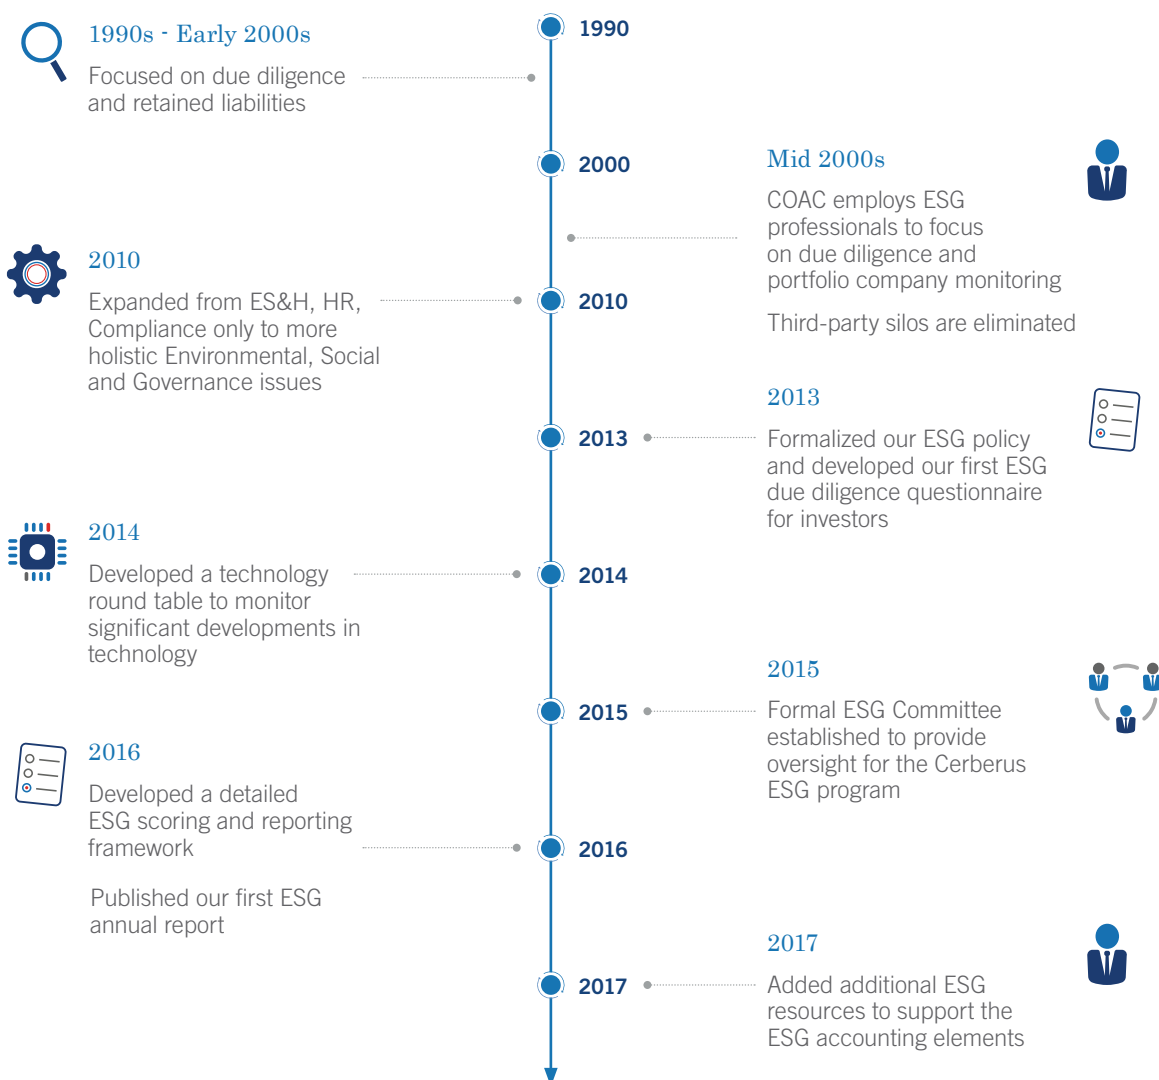 1990s - Early 2000s
Focused on due diligence
and retained liabilities
1990
2000
Mid 2000s
COAC employs ESG
professionals to focus
on due diligence and
portfolio company monitoring
Third-party silos are eliminated
2010
Expanded from ES&H, HR,
Compliance only to more
holistic Environmental, Social
and Governance issues
2010
2013
2013
Formalized our ESG policy
and developed our first ESG
due diligence questionnaire
for investors
2014
Developed a technology
round table to monitor
significant developments in
technology
2014
2015
2015
Formal ESG Committee
established to provide
oversight for the Cerberus
ESG program
2016
Developed a detailed
ESG scoring and reporting
framework
Published our first ESG
annual report
2016
2017
2017
Added additional ESG
resources to support the
ESG accounting elements